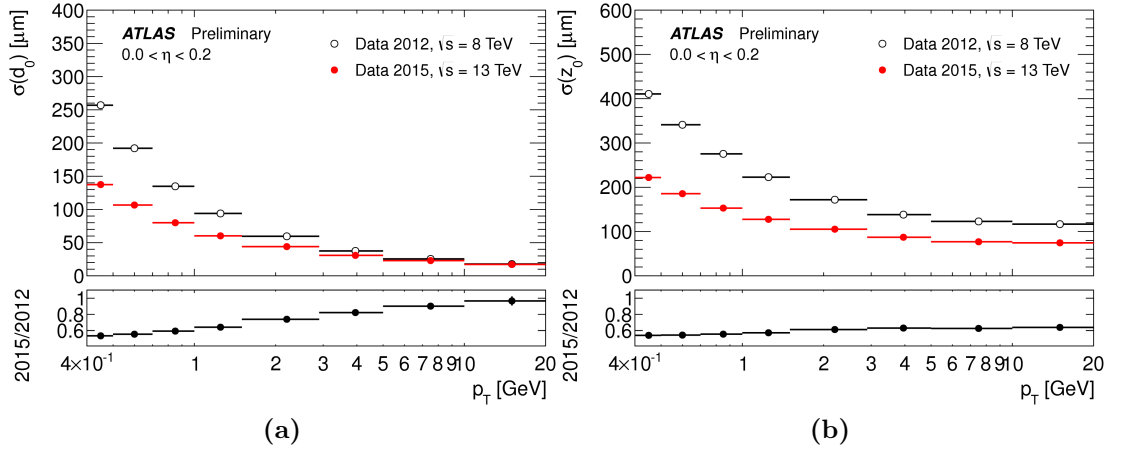 σ(d₀) [μm]
400
350
300
250
200
150
100
50
0
ATLAS Preliminary
0.0 < η < 0.2
Data 2012, √s = 8 TeV
Data 2015, √s = 13 TeV
2015/2012
1
0.8
0.6
4×10⁻¹ 1 2 3 4 5 6 7 8 9 10 20
p_T [GeV]
(a)
σ(z₀) [μm]
600
500
400
300
200
100
0
ATLAS Preliminary
0.0 < η < 0.2
Data 2012, √s = 8 TeV
Data 2015, √s = 13 TeV
2015/2012
1
0.8
0.6
4×10⁻¹ 1 2 3 4 5 6 7 8 9 10 20
p_T [GeV]
(b)